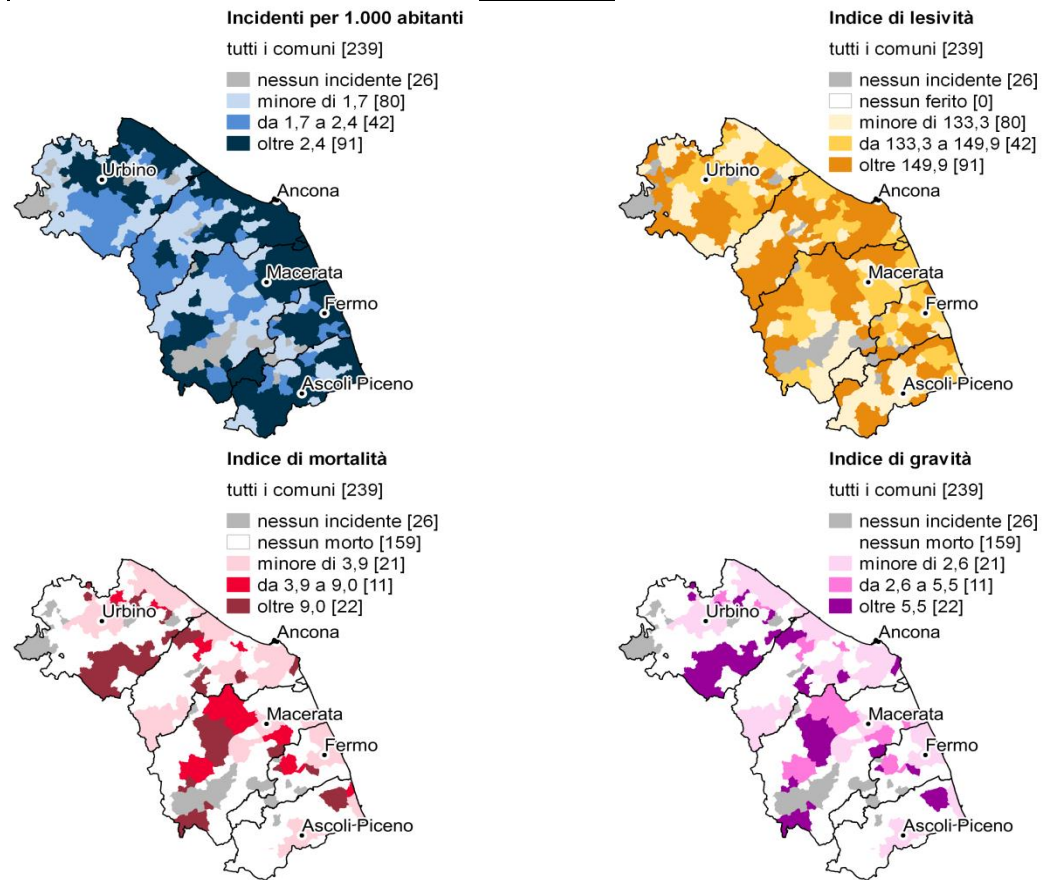 Incidenti per 1.000 abitanti
tutti i comuni [239]
nessun incidente [26]
minore di 1,7 [80]
da 1,7 a 2,4 [42]
oltre 2,4 [91]
Urbino
Ancona
Macerata
Fermo
Ascoli Piceno
Indice di lesività
tutti i comuni [239]
nessun incidente [26]
nessun ferito [0]
minore di 133,3 [80]
da 133,3 a 149,9 [42]
oltre 149,9 [91]
Urbino
Ancona
Macerata
Fermo
Ascoli Piceno
Indice di mortalità
tutti i comuni [239]
nessun incidente [26]
nessun morto [159]
minore di 3,9 [21]
da 3,9 a 9,0 [11]
oltre 9,0 [22]
Urbino
Ancona
Macerata
Fermo
Ascoli Piceno
Indice di gravità
tutti i comuni [239]
nessun incidente [26]
nessun morto [159]
minore di 2,6 [21]
da 2,6 a 5,5 [11]
oltre 5,5 [22]
Urbino
Ancona
Macerata
Fermo
Ascoli Piceno